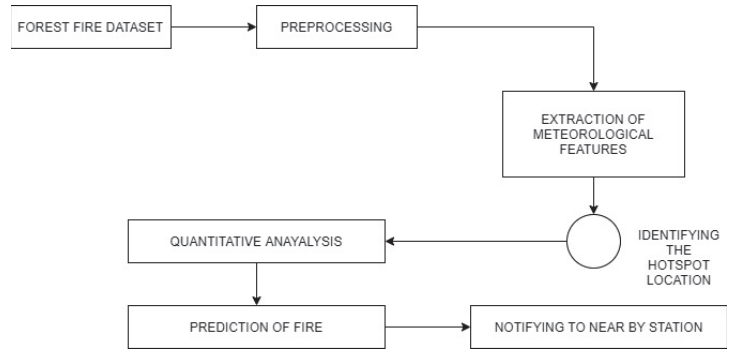 FOREST FIRE DATASET
PREPROCESSING
EXTRACTION OF
METEOROLOGICAL
FEATURES
IDENTIFYING
THE
HOTSPOT
LOCATION
QUANTITATIVE ANAYALYSIS
PREDICTION OF FIRE
NOTIFYING TO NEAR BY STATION